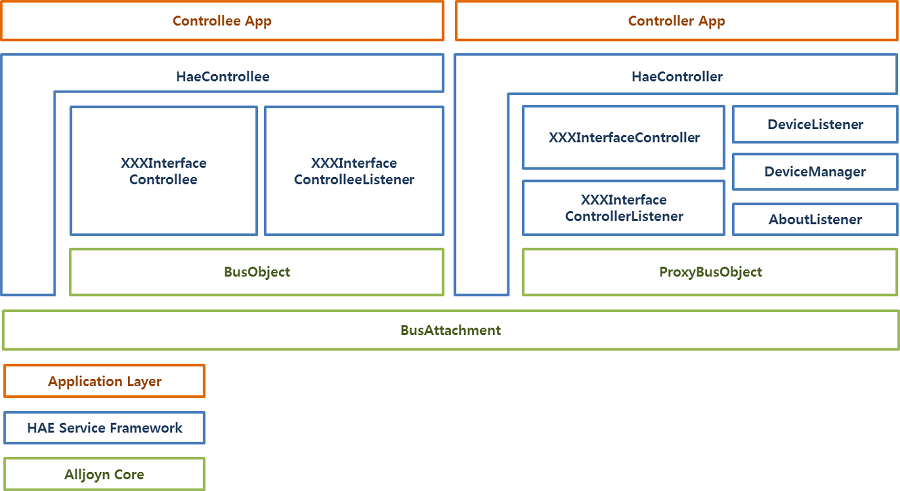 Controllee App
Controller App
HaeControllee
HaeController
XXXInterface
Controllee
XXXInterface
ControlleeListener
XXXInterfaceController
XXXInterface
ControllerListener
DeviceListener
DeviceManager
AboutListener
BusObject
ProxyBusObject
BusAttachment
Application Layer
HAE Service Framework
Alljoyn Core